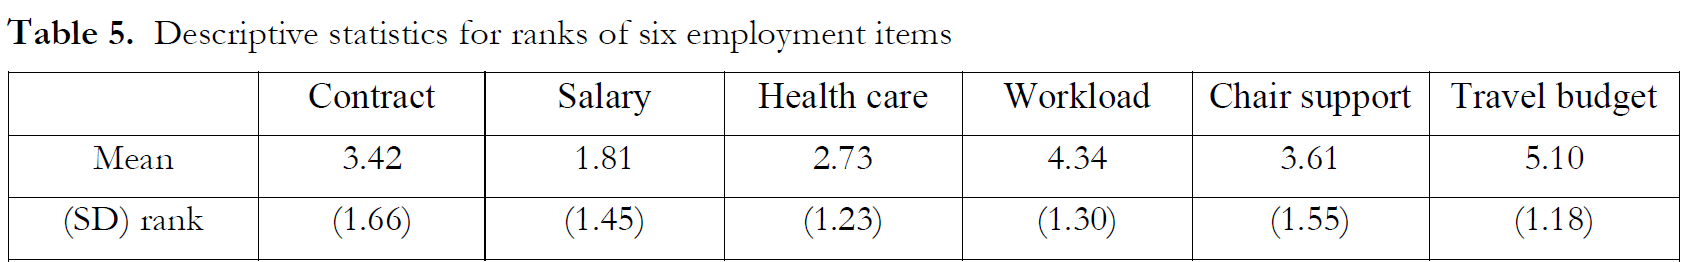 Table 5. Descriptive statistics for ranks of six employment items
Contract Salary Health care Workload Chair support Travel budget
Mean 3.42 1.81 2.73 4.34 3.61 5.10
(SD) rank (1.66) (1.45) (1.23) (1.30) (1.55) (1.18)